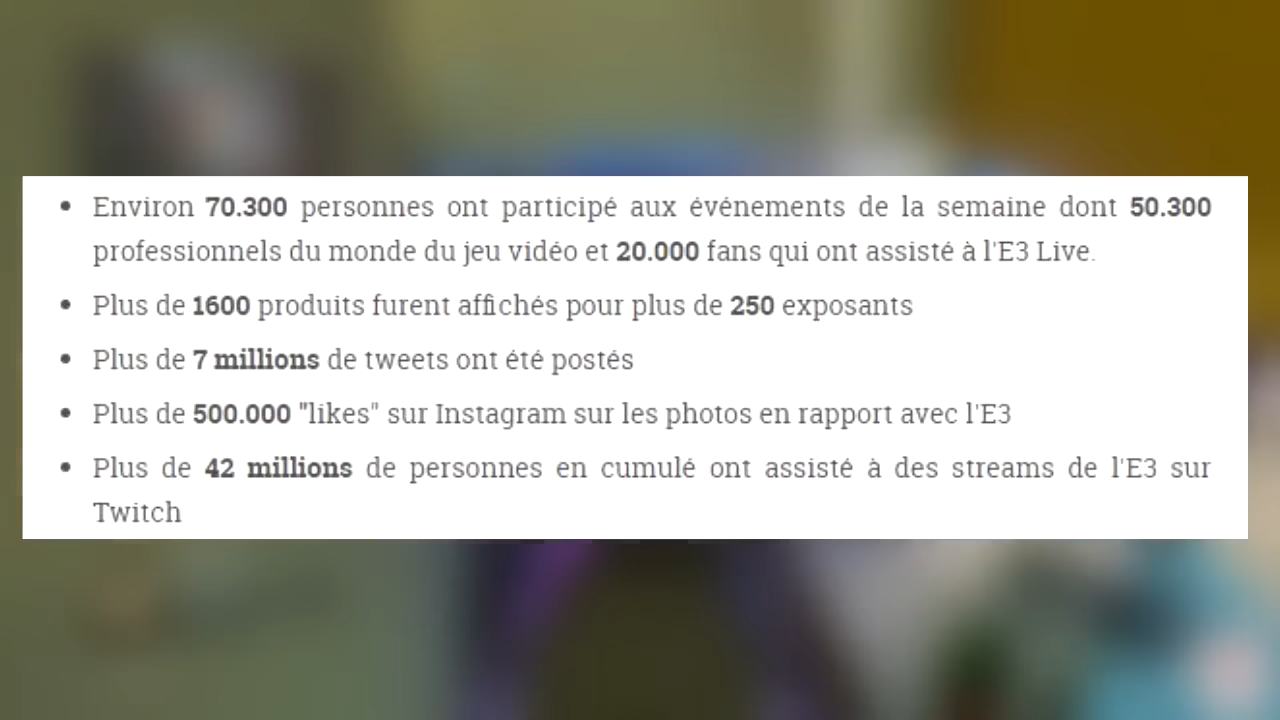 • Environ 70.300 personnes ont participé aux événements de la semaine dont 50.300
professionnels du monde du jeu vidéo et 20.000 fans qui ont assisté à l'E3 Live.
• Plus de 1600 produits furent affichés pour plus de 250 exposants
• Plus de 7 millions de tweets ont été postés
• Plus de 500.000 "likes" sur Instagram sur les photos en rapport avec l'E3
• Plus de 42 millions de personnes en cumulé ont assisté à des streams de l'E3 sur
Twitch